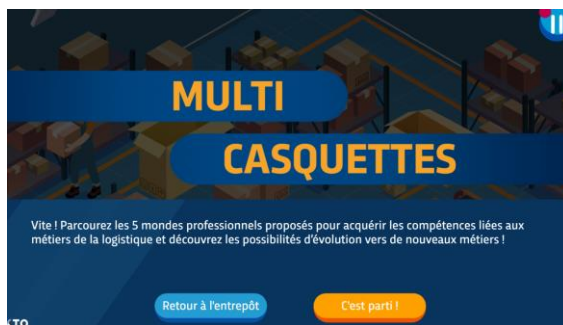 MULTI
CASQUETTES
Vite ! Parcourez les 5 mondes professionnels proposés pour acquérir les compétences liées aux
métiers de la logistique et découvrez les possibilités d'évolution vers de nouveaux métiers !
Retour à l'entrepôt
C'est parti !